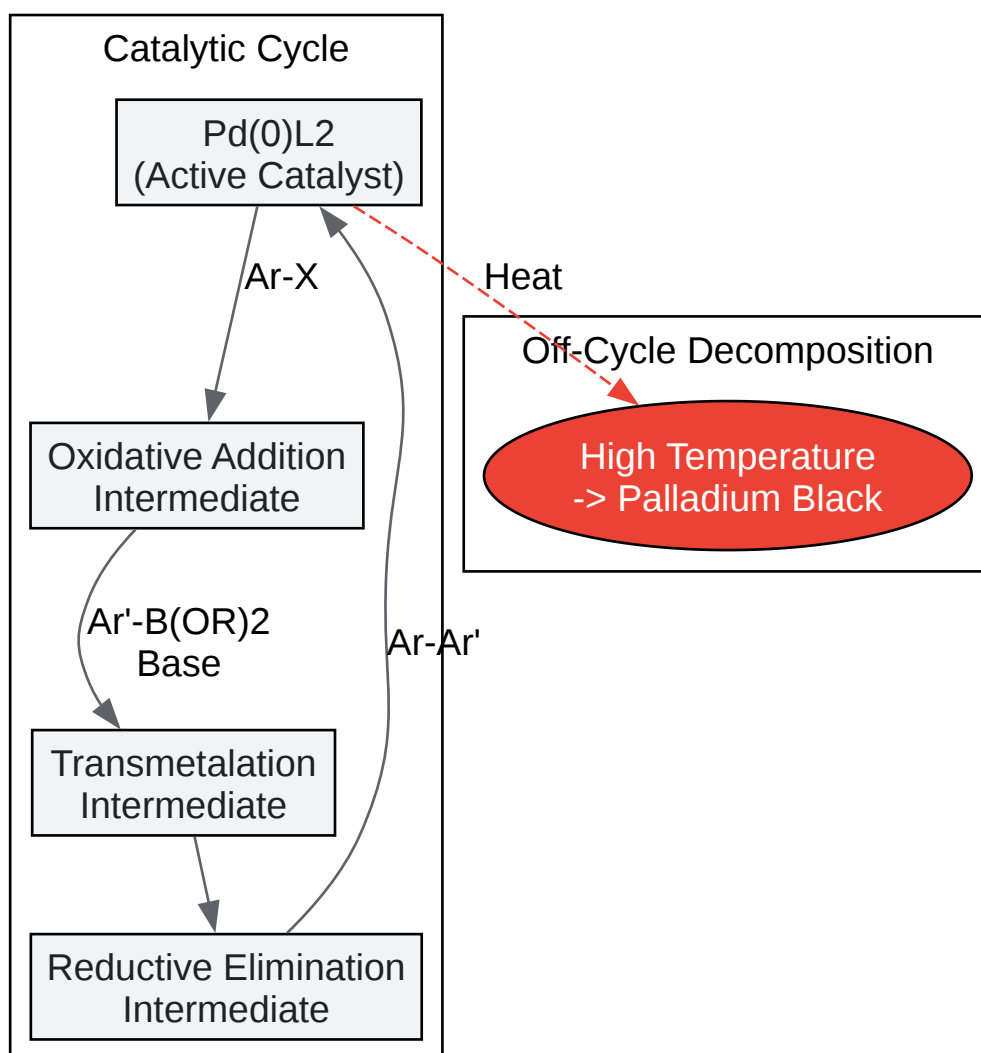 Catalytic Cycle
Pd(0)L2
(Active Catalyst)
Ar-X
Heat
Off-Cycle Decomposition
Oxidative Addition
Intermediate
High Temperature
-> Palladium Black
Ar'-B(OR)2
Base
Ar-Ar'
Transmetalation
Intermediate
Reductive Elimination
Intermediate